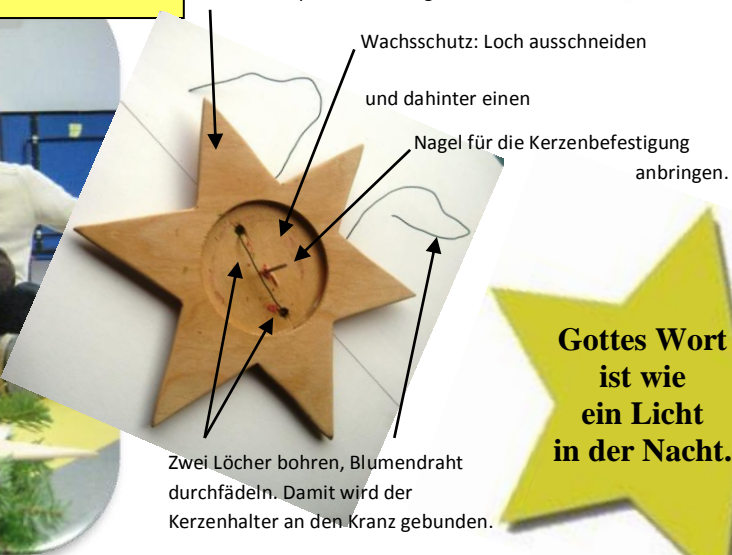 Wachsschutz: Loch ausschneiden
und dahinter einen
Nagel für die Kerzenbefestigung
anbringen.
Gottes Wort
ist wie
ein Licht
in der Nacht.
Zwei Löcher bohren, Blumendraht
durchfädeln. Damit wird der
Kerzenhalter an den Kranz gebunden.